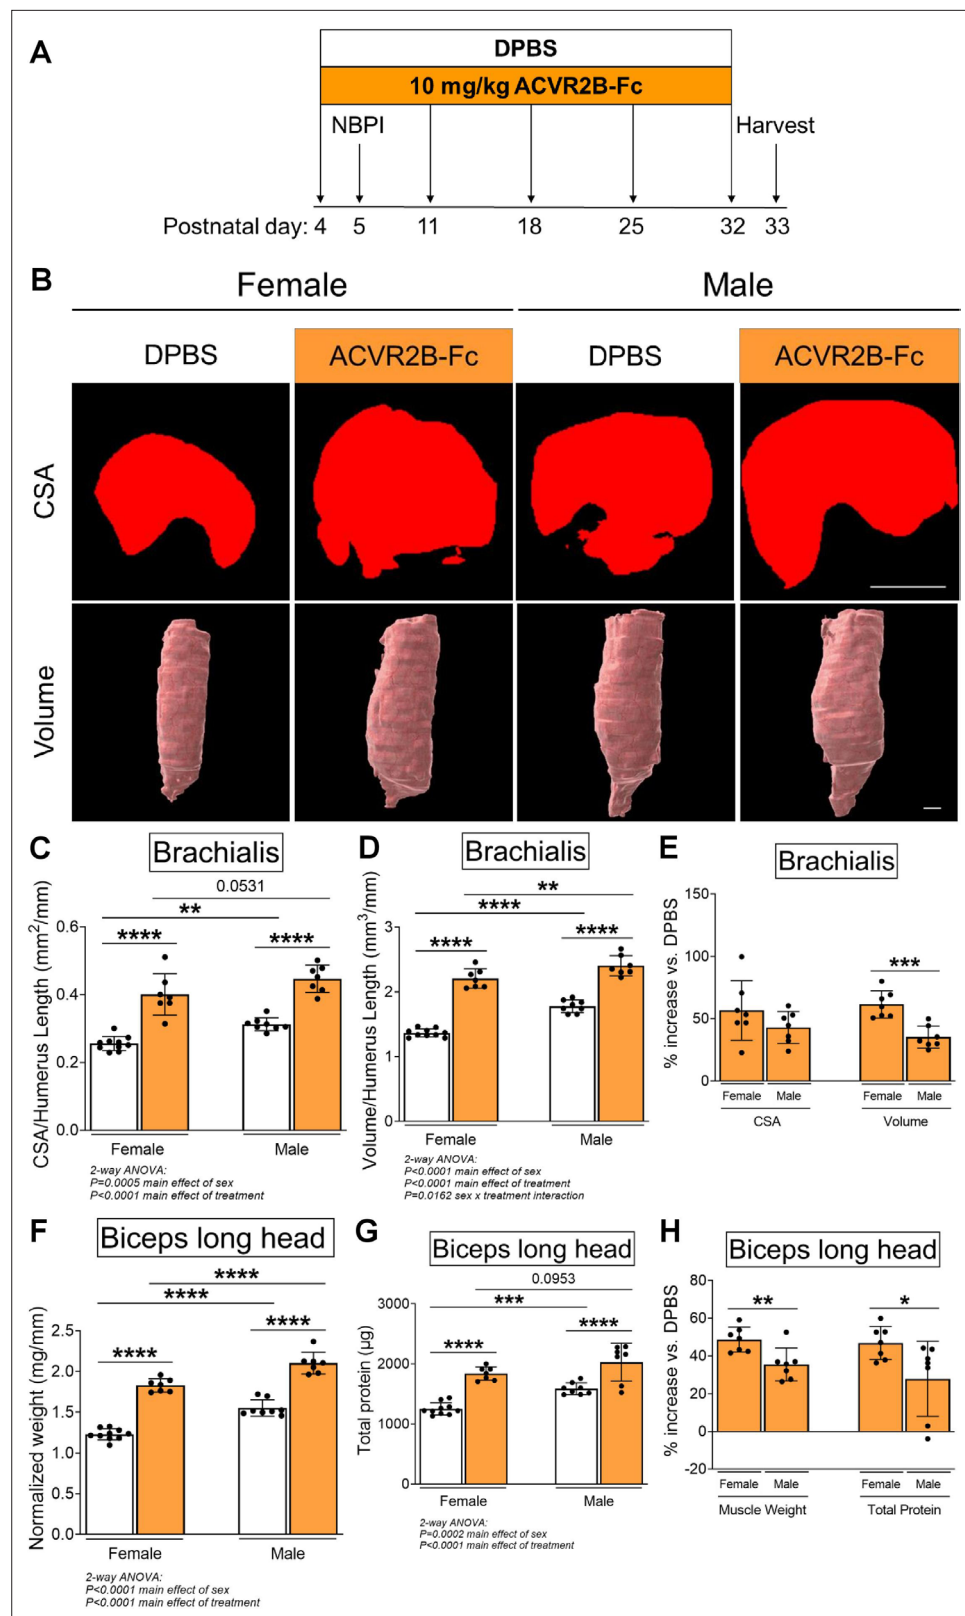 A
DPBS
10 mg/kg ACVR2B-Fc
NBPI
Harvest
Postnatal day: 4 5 11 18 25 32 33
B
Female
Male
DPBS
ACVR2B-Fc
DPBS
ACVR2B-Fc
CSA
Volume
C
Brachialis
0.0531
**
****
****
CSA/Humerus Length (mm²/mm)
0.6
0.4
0.2
0.0
Female
Male
2-way ANOVA:
P=0.0005 main effect of sex
P<0.0001 main effect of treatment
D
Brachialis
**
****
****
****
Volume/Humerus Length (mm³/mm)
3
2
1
0
Female
Male
2-way ANOVA:
P<0.0001 main effect of sex
P<0.0001 main effect of treatment
P=0.0162 sex x treatment interaction
E
Brachialis
% increase vs. DPBS
150
100
50
0
***
Female
Male
Female
Male
CSA
Volume
F
Biceps long head
****
****
****
****
Normalized weight (mg/mm)
2.5
2.0
1.5
1.0
0.5
0.0
Female
Male
2-way ANOVA:
P<0.0001 main effect of sex
P<0.0001 main effect of treatment
G
Biceps long head
0.0953
***
****
****
Total protein (µg)
3000
2000
1000
0
Female
Male
2-way ANOVA:
P=0.0002 main effect of sex
P<0.0001 main effect of treatment
H
Biceps long head
% increase vs. DPBS
80
60
40
20
0
-20
**
*
Female
Male
Female
Male
Muscle Weight
Total Protein